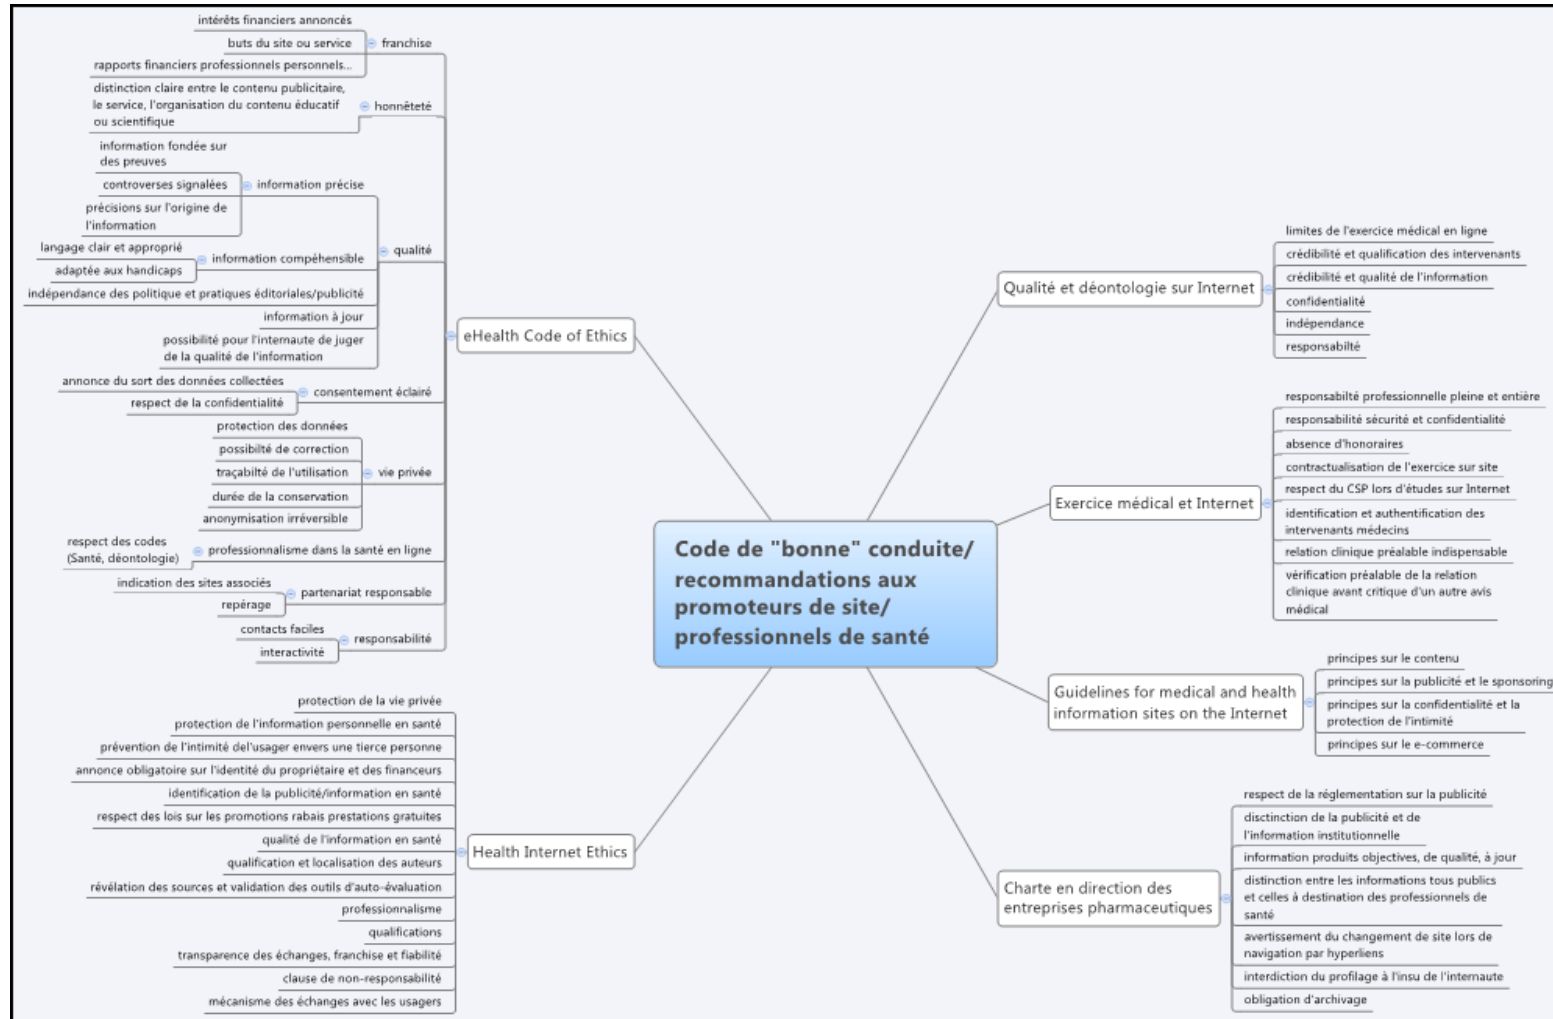 intérêts financiers annoncés
buts du site ou service
franchise
rapports financiers professionnels personnels...
distinction claire entre le contenu publicitaire,
le service, l'organisation du contenu éducatif
ou scientifique
honnêteté
information fondée sur
des preuves
controverses signalées
information précise
précisions sur l'origine de
l'information
langage clair et approprié
adaptée aux handicaps
information compéhensible
qualité
indépendance des politique et pratiques éditoriales/publicité
information à jour
possibilité pour l'internaute de juger
de la qualité de l'information
eHealth Code of Ethics
annonce du sort des données collectées
respect de la confidentialité
consentement éclairé
protection des données
possibilté de correction
traçabilté de l'utilisation
vie privée
durée de la conservation
anonymisation irréversible
respect des codes
(Santé, déontologie)
professionnalisme dans la santé en ligne
indication des sites associés
repérage
partenariat responsable
contacts faciles
interactivité
responsabilité
protection de la vie privée
protection de l'information personnelle en santé
prévention de l'intimité del'usager envers une tierce personne
annonce obligatoire sur l'identité du propriétaire et des financeurs
identification de la publicité/information en santé
respect des lois sur les promotions rabais prestations gratuites
qualité de l'information en santé
Health Internet Ethics
qualification et localisation des auteurs
révélation des sources et validation des outils d'auto-évaluation
professionnalisme
qualifications
transparence des échanges, franchise et fiabilité
clause de non-responsabilité
mécanisme des échanges avec les usagers
Code de "bonne" conduite/
recommandations aux
promoteurs de site/
professionnels de santé
Qualité et déontologie sur Internet
limites de l'exercice médical en ligne
crédibilité et qualification des intervenants
crédibilité et qualité de l'information
confidentialité
indépendance
responsabilté
Exercice médical et Internet
responsabilté professionnelle pleine et entière
responsabilité sécurité et confidentialité
absence d'honoraires
contractualisation de l'exercice sur site
respect du CSP lors d'études sur Internet
identification et authentification des
intervenants médecins
relation clinique préalable indispensable
vérification préalable de la relation
clinique avant critique d'un autre avis
médical
Guidelines for medical and health
information sites on the Internet
principes sur le contenu
principes sur la publicité et le sponsoring
principes sur la confidentialité et la
protection de l'intimité
principes sur le e-commerce
Charte en direction des
entreprises pharmaceutiques
respect de la réglementation sur la publicité
disctinction de la publicité et de
l'information institutionnelle
information produits objectives, de qualité, à jour
distinction entre les informations tous publics
et celles à destination des professionnels de
santé
avertissement du changement de site lors de
navigation par hyperliens
interdiction du profilage à l'insu de l'internaute
obligation d'archivage